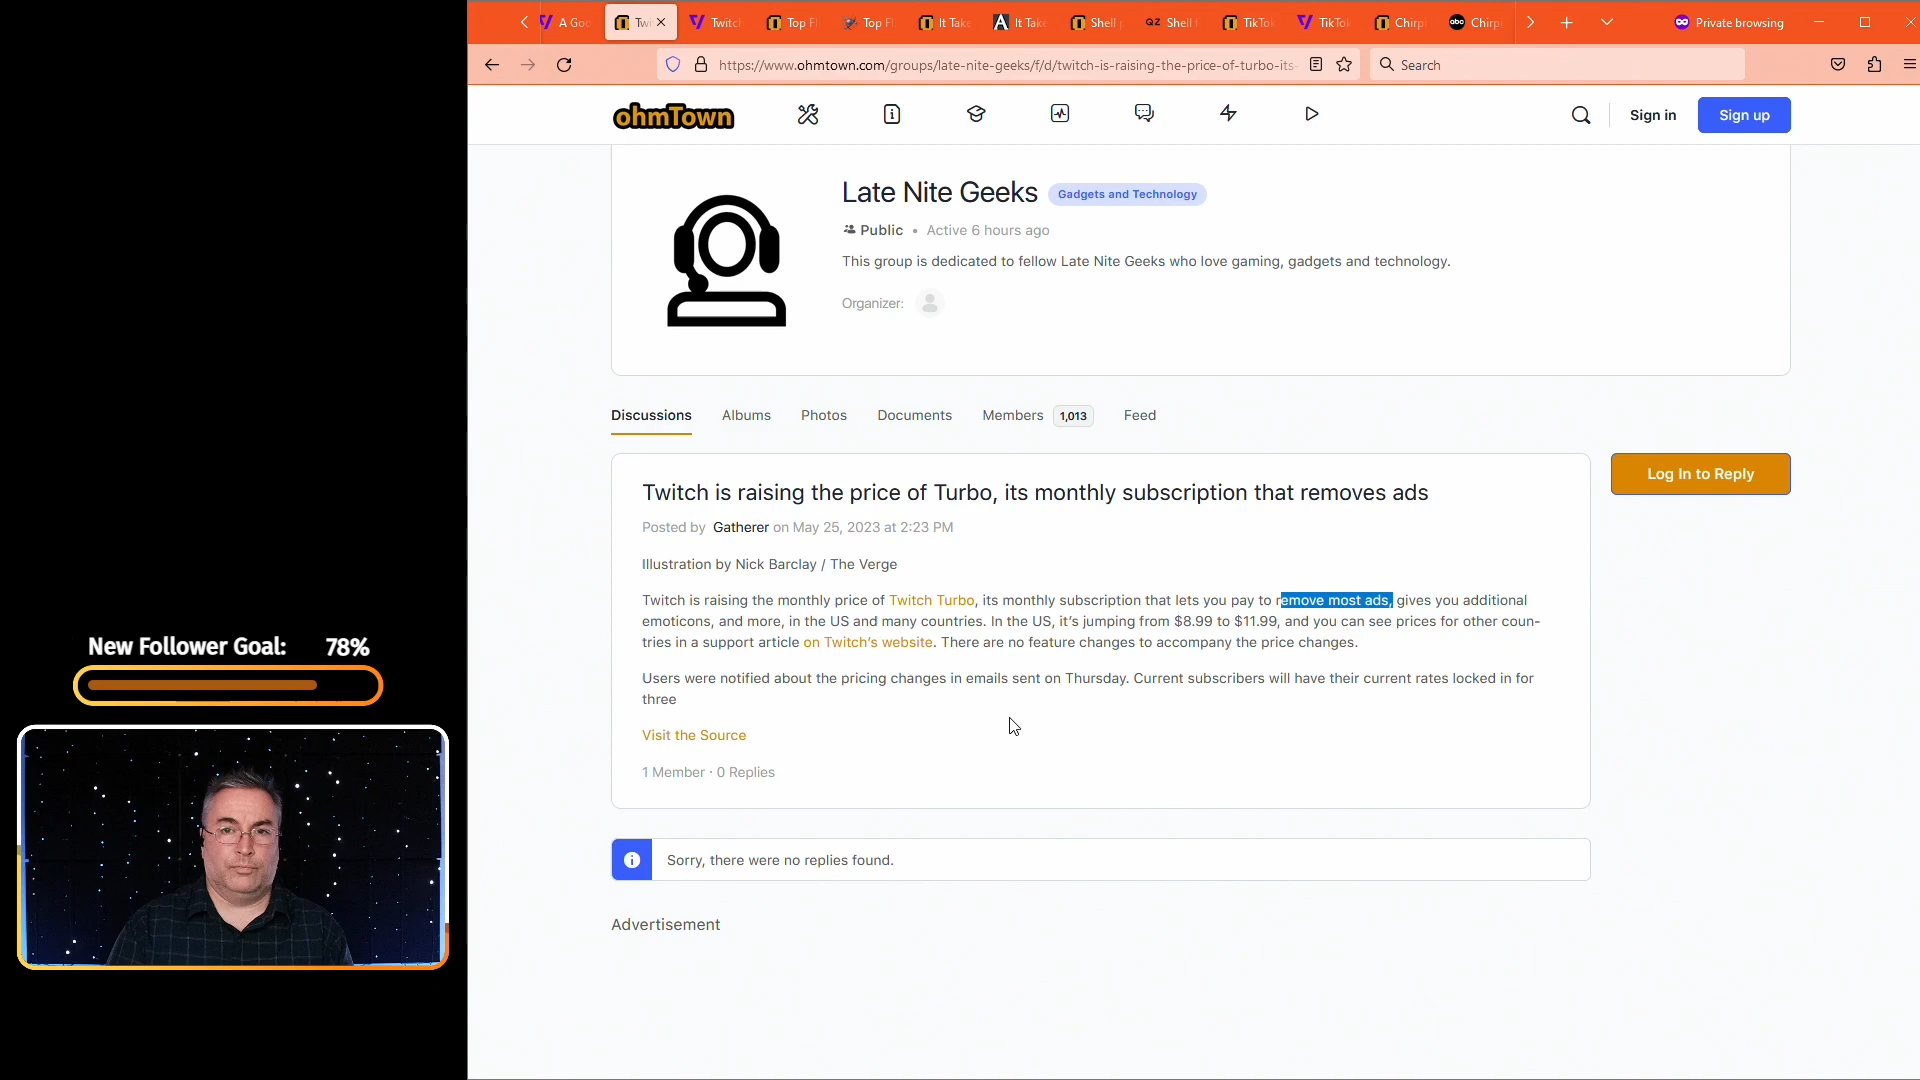 A Goo
Twi
Twitc
Top F
Top F
It Take
It Take
Shell
QZ Shell
TikTo
TikTo
Chirp
abc Chirp
Private browsing
https://www.ohmtown.com/groups/late-nite-geeks/f/d/twitch-is-raising-the-price-of-turbo-its-
Search
ohmTown
Sign in
Sign up
Late Nite Geeks
Gadgets and Technology
Public • Active 6 hours ago
This group is dedicated to fellow Late Nite Geeks who love gaming, gadgets and technology.
Organizer:
Discussions
Albums
Photos
Documents
Members 1,013
Feed
Twitch is raising the price of Turbo, its monthly subscription that removes ads
Log In to Reply
Posted by Gatherer on May 25, 2023 at 2:23 PM
Illustration by Nick Barclay / The Verge
Twitch is raising the monthly price of Twitch Turbo, its monthly subscription that lets you pay to remove most ads, gives you additional
emoticons, and more, in the US and many countries. In the US, it’s jumping from $8.99 to $11.99, and you can see prices for other coun-
tries in a support article on Twitch’s website. There are no feature changes to accompany the price changes.
Users were notified about the pricing changes in emails sent on Thursday. Current subscribers will have their current rates locked in for
three
Visit the Source
1 Member · 0 Replies
Sorry, there were no replies found.
Advertisement
New Follower Goal: 78%